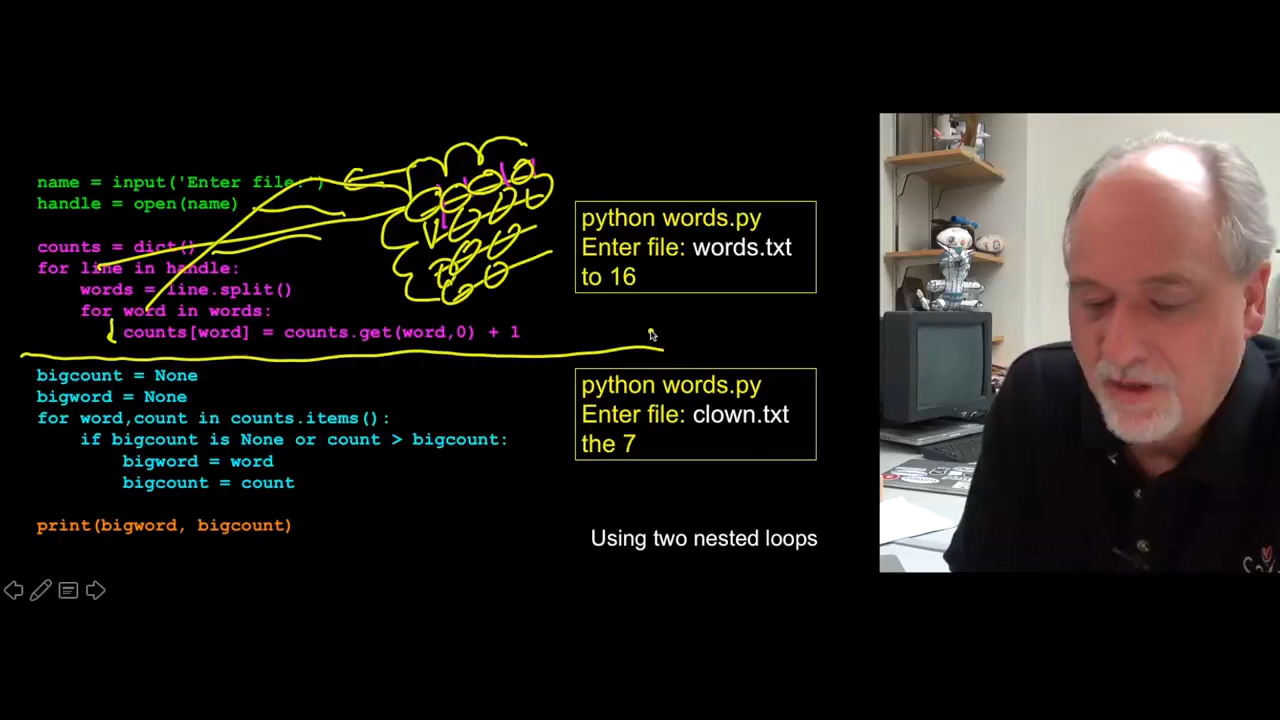 name = input('Enter file:')
handle = open(name)
counts = dict()
for line in handle:
words = line.split()
for word in words:
counts[word] = counts.get(word,0) + 1
bigcount = None
bigword = None
for word,count in counts.items():
if bigcount is None or count > bigcount:
bigword = word
bigcount = count
print(bigword, bigcount)
python words.py
Enter file: words.txt
to 16
python words.py
Enter file: clown.txt
the 7
Using two nested loops